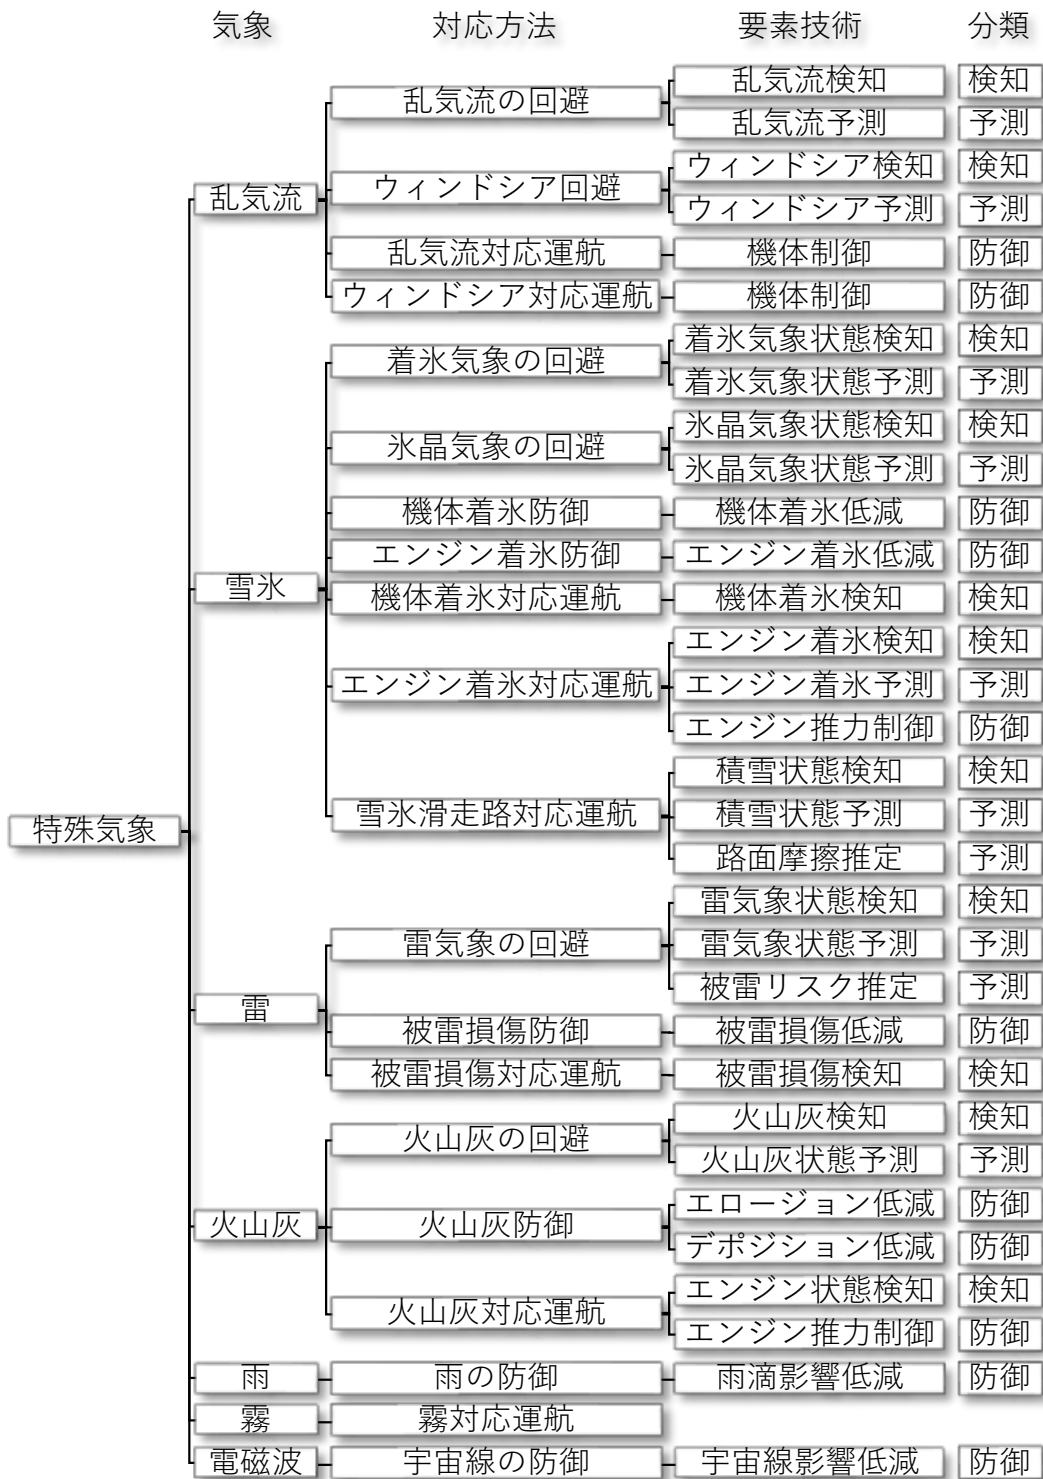 気象 対応方法 要素技術 分類
乱気流の回避 乱気流検知 検知
乱気流予測 予測
ウィンドシア回避 ウィンドシア検知 検知
乱気流 ウィンドシア予測 予測
乱気流対応運航 機体制御 防御
ウィンドシア対応運航 機体制御 防御
着氷気象の回避 着氷気象状態検知 検知
着氷気象状態予測 予測
氷晶気象の回避 氷晶気象状態検知 検知
氷晶気象状態予測 予測
機体着氷防御 機体着氷低減 防御
エンジン着氷防御 エンジン着氷低減 防御
雪氷 機体着氷対応運航 機体着氷検知 検知
エンジン着氷検知 検知
エンジン着氷対応運航 エンジン着氷予測 予測
エンジン推力制御 防御
積雪状態検知 検知
特殊気象 雪氷滑走路対応運航 積雪状態予測 予測
路面摩擦推定 予測
雷気象状態検知 検知
雷気象の回避 雷気象状態予測 予測
被雷リスク推定 予測
雷 被雷損傷防御 被雷損傷低減 防御
被雷損傷対応運航 被雷損傷検知 検知
火山灰の回避 火山灰検知 検知
火山灰状態予測 予測
火山灰 火山灰防御 エロージョン低減 防御
デポジション低減 防御
火山灰対応運航 エンジン状態検知 検知
エンジン推力制御 防御
雨 雨の防御 雨滴影響低減 防御
霧 霧対応運航
電磁波 宇宙線の防御 宇宙線影響低減 防御